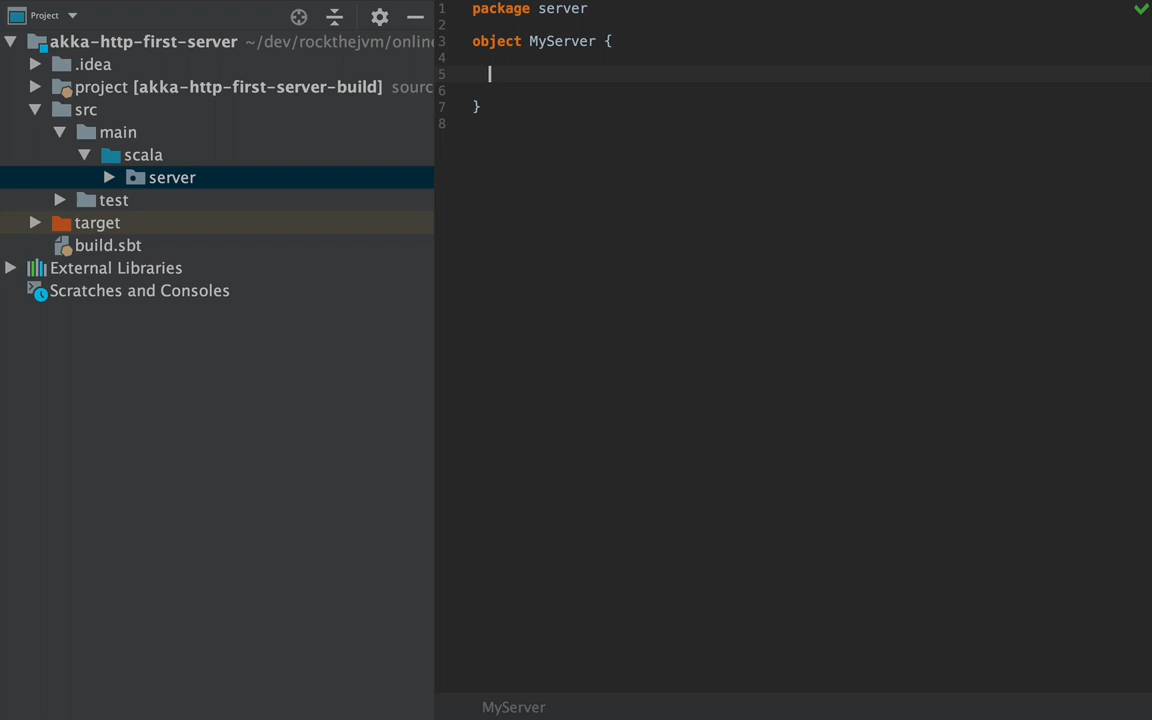 Project
akka-http-first-server ~/dev/rockthejvm/online
.idea
project [akka-http-first-server-build] sourc
src
main
scala
server
test
target
build.sbt
External Libraries
Scratches and Consoles
1 package server
2
3 object MyServer {
4
5
6
7 }
8
MyServer